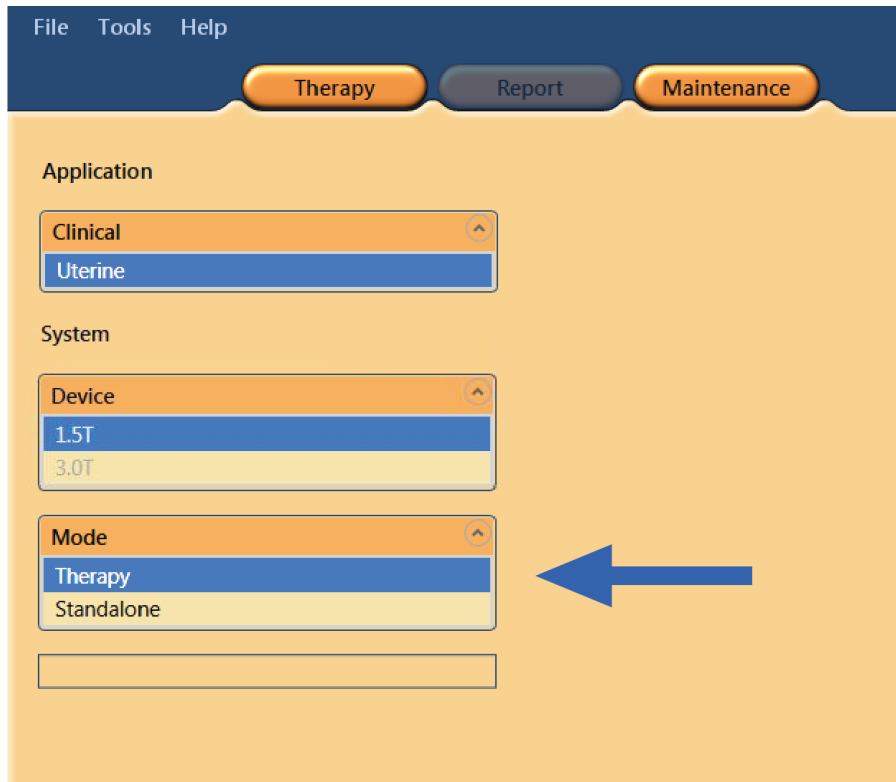 File Tools Help
Therapy Report Maintenance
Application
Clinical
Uterine
System
Device
1.5T
3.0T
Mode
Therapy
Standalone